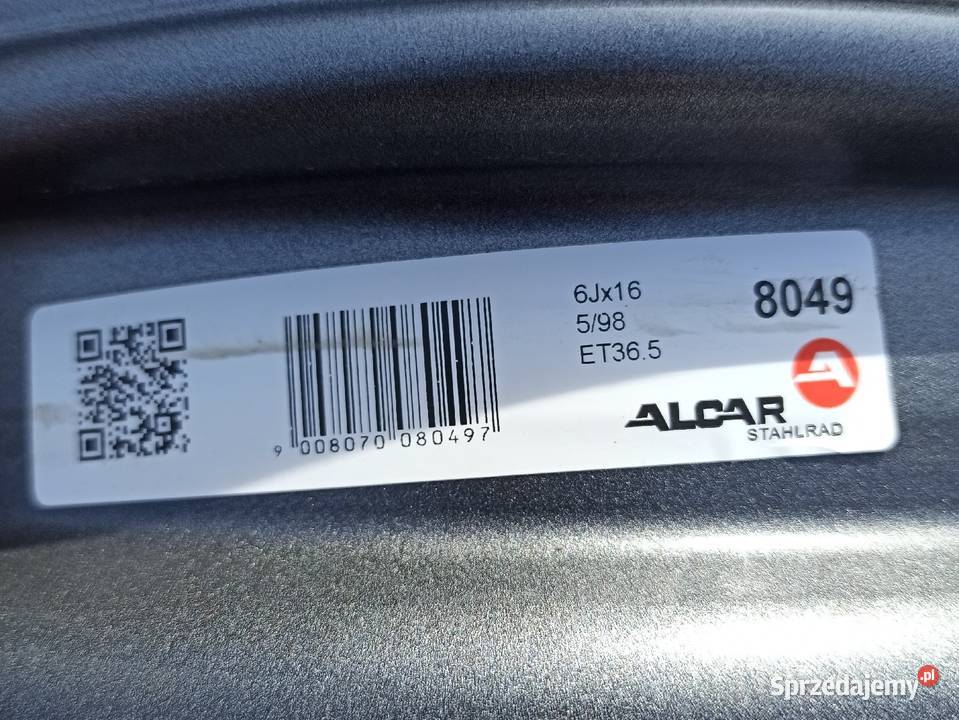 6Jx16
5/98
ET36.5
8049
ALCAR
STAHLRAD
9 008070 080497
Sprzedajemy.pl